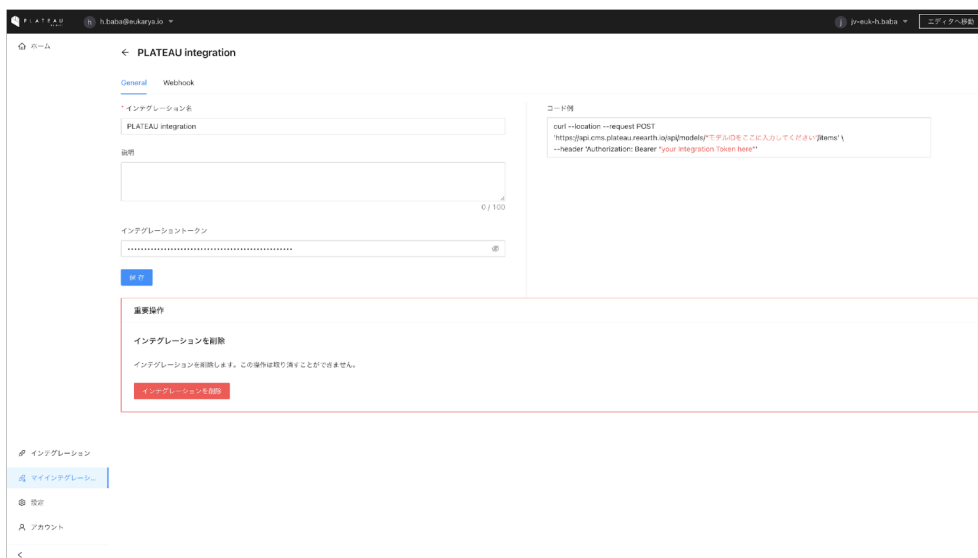 PLATEAU
h h.baba@eukarya.io
jv-euk-h.baba
エディタへ移動
ホーム
← PLATEAU integration
General Webhook
* インテグレーション名
PLATEAU integration
説明
0 / 100
インテグレーショントークン
保存
コード例
curl --location --request POST
'https://api.cms.plateau.reearth.io/api/models/"モデルIDをここに入力してください"/items' \
--header 'Authorization: Bearer "your Integration Token here"'
重要操作
インテグレーションを削除
インテグレーションを削除します。この操作は取り消すことができません。
インテグレーションを削除
インテグレーション
マイインテグレーシ...
設定
アカウント